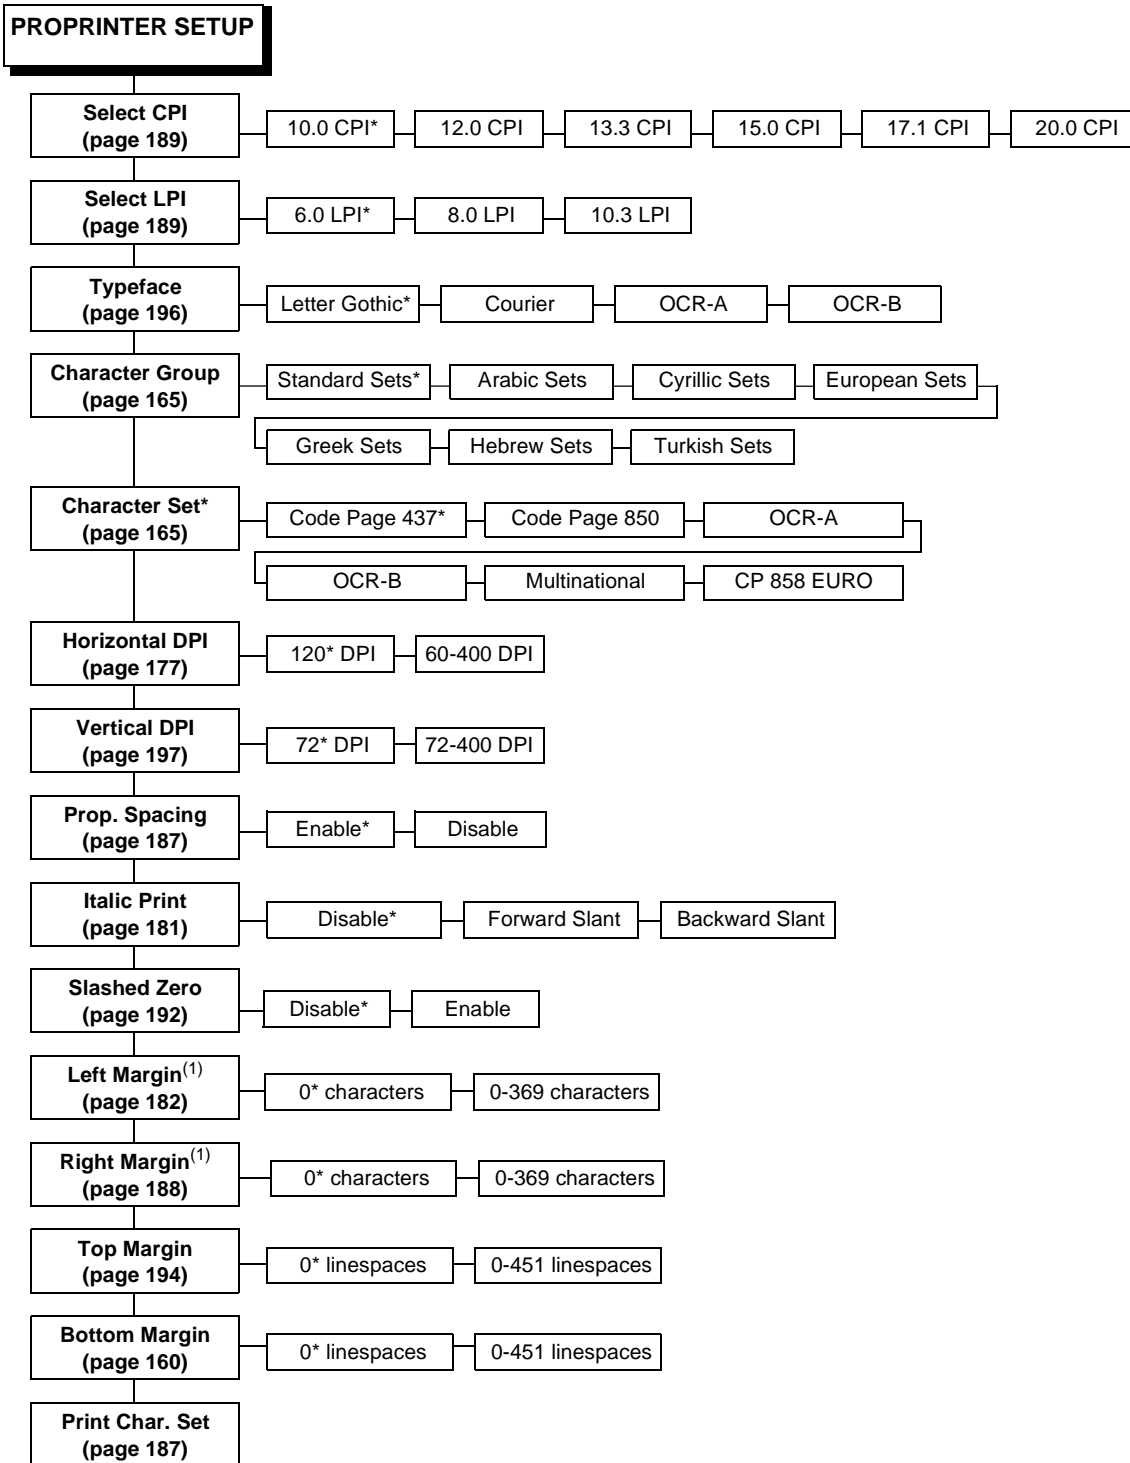 PROPRINTER SETUP
Select CPI
(page 189)
10.0 CPI* 12.0 CPI 13.3 CPI 15.0 CPI 17.1 CPI 20.0 CPI
Select LPI
(page 189)
6.0 LPI* 8.0 LPI 10.3 LPI
Typeface
(page 196)
Letter Gothic* Courier OCR-A OCR-B
Character Group
(page 165)
Standard Sets* Arabic Sets Cyrillic Sets European Sets
Greek Sets Hebrew Sets Turkish Sets
Character Set*
(page 165)
Code Page 437* Code Page 850 OCR-A
OCR-B Multinational CP 858 EURO
Horizontal DPI
(page 177)
120* DPI 60-400 DPI
Vertical DPI
(page 197)
72* DPI 72-400 DPI
Prop. Spacing
(page 187)
Enable* Disable
Italic Print
(page 181)
Disable* Forward Slant Backward Slant
Slashed Zero
(page 192)
Disable* Enable
Left Margin(1)
(page 182)
0* characters 0-369 characters
Right Margin(1)
(page 188)
0* characters 0-369 characters
Top Margin
(page 194)
0* linespaces 0-451 linespaces
Bottom Margin
(page 160)
0* linespaces 0-451 linespaces
Print Char. Set
(page 187)